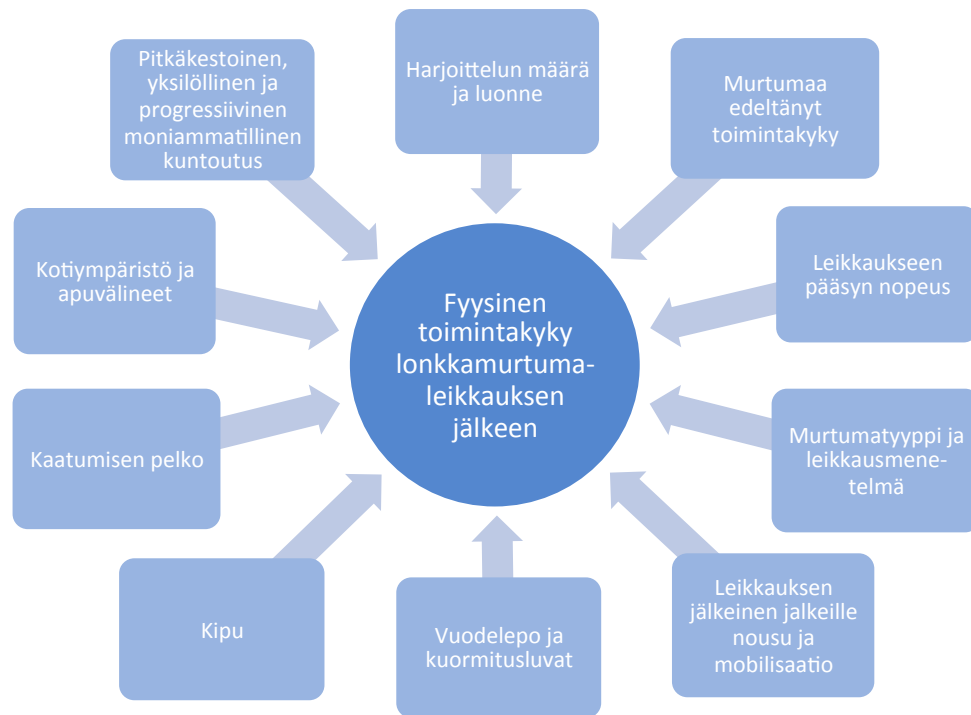 Harjoittelun määrä
ja luonne
Murtumaa
edeltänyt
toimintakyky
Leikkaukseen
pääsyn nopeus
Murtumatyyppi ja
leikkausmene-
telmä
Leikkauksen
jälkeinen jalkeille
nousu ja
mobilisaatio
Vuodelepo ja
kuormitusluvat
Kipu
Kaatumisen pelko
Kotiympäristö ja
apuvälineet
Pitkäkestoinen,
yksilöllinen ja
progressiivinen
moniammatillinen
kuntoutus
Fyysinen
toimintakyky
lonkkamurtuma-
leikkauksen
jälkeen